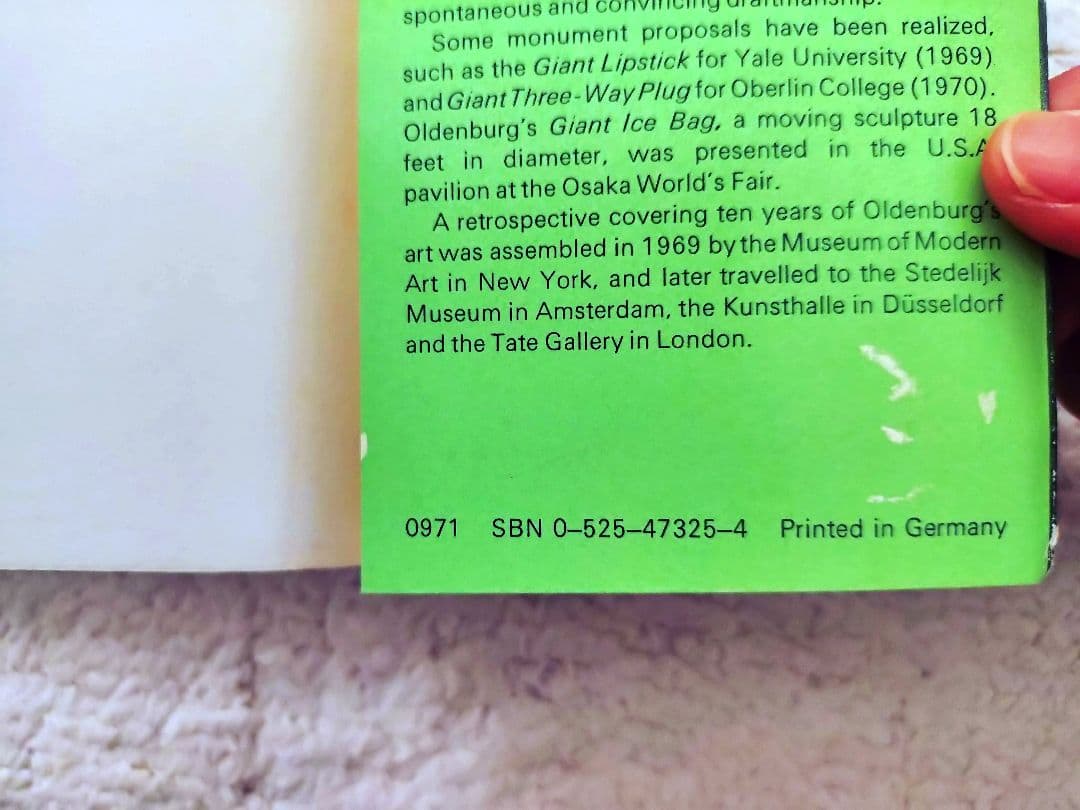 spontaneous and convincing draftmanship.
Some monument proposals have been realized,
such as the Giant Lipstick for Yale University (1969)
and Giant Three-Way Plug for Oberlin College (1970).
Oldenburg's Giant Ice Bag, a moving sculpture 18
feet in diameter, was presented in the U.S.A.
pavilion at the Osaka World's Fair.
A retrospective covering ten years of Oldenburg's
art was assembled in 1969 by the Museum of Modern
Art in New York, and later travelled to the Stedelijk
Museum in Amsterdam, the Kunsthalle in Düsseldorf
and the Tate Gallery in London.
0971 SBN 0–525–47325–4 Printed in Germany